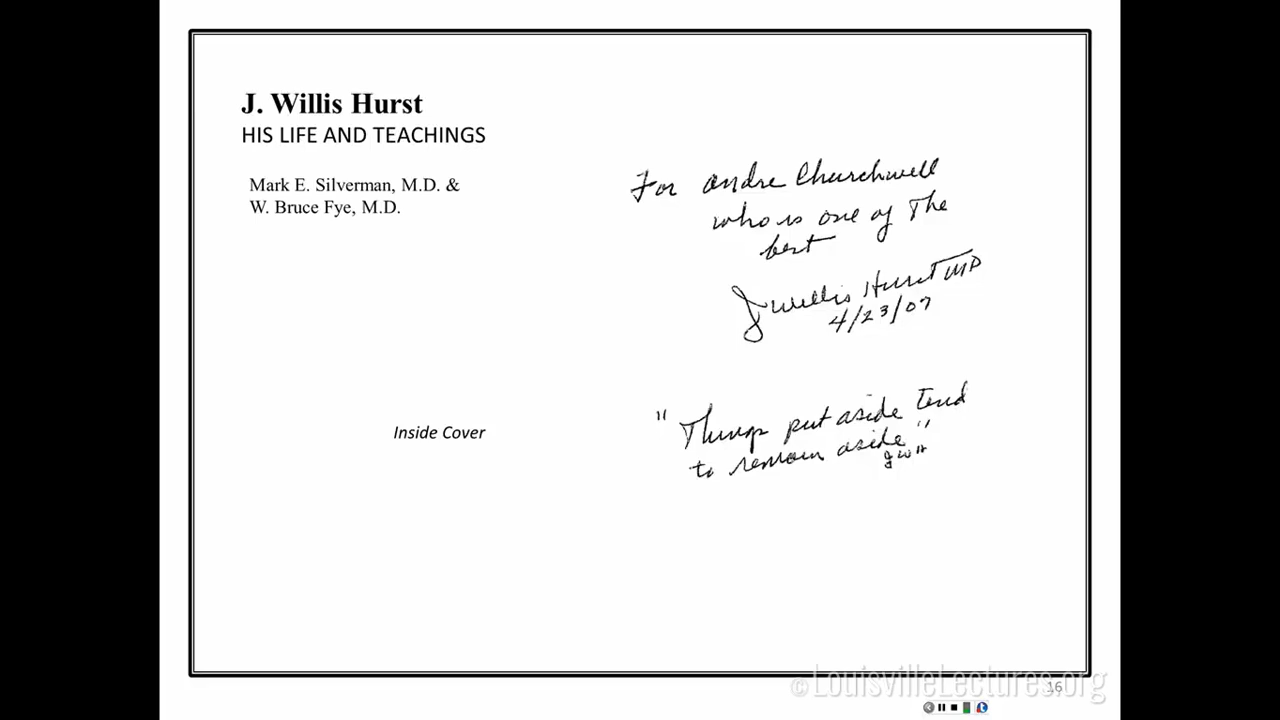 J. Willis Hurst
HIS LIFE AND TEACHINGS
Mark E. Silverman, M.D. &
W. Bruce Fye, M.D.
For Andre Churchwell
who is one of The
best
J Willis Hurst MD
4/23/07
Inside Cover
"Things put aside Tend
to remain aside"
JWH
16
© LouisvilleLectures.org